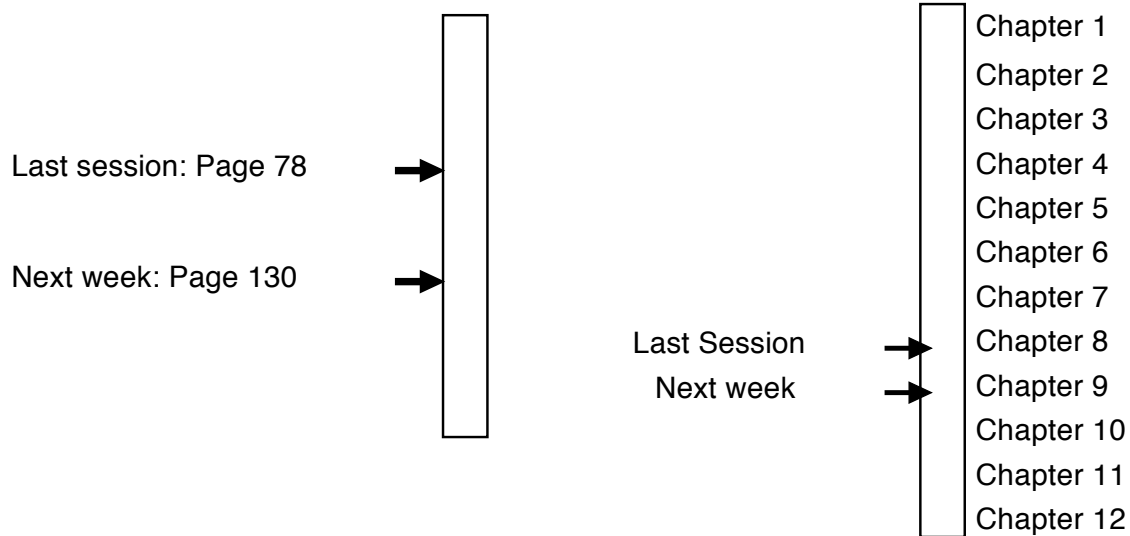 Last session: Page 78
Next week: Page 130
Last Session
Next week
Chapter 1
Chapter 2
Chapter 3
Chapter 4
Chapter 5
Chapter 6
Chapter 7
Chapter 8
Chapter 9
Chapter 10
Chapter 11
Chapter 12